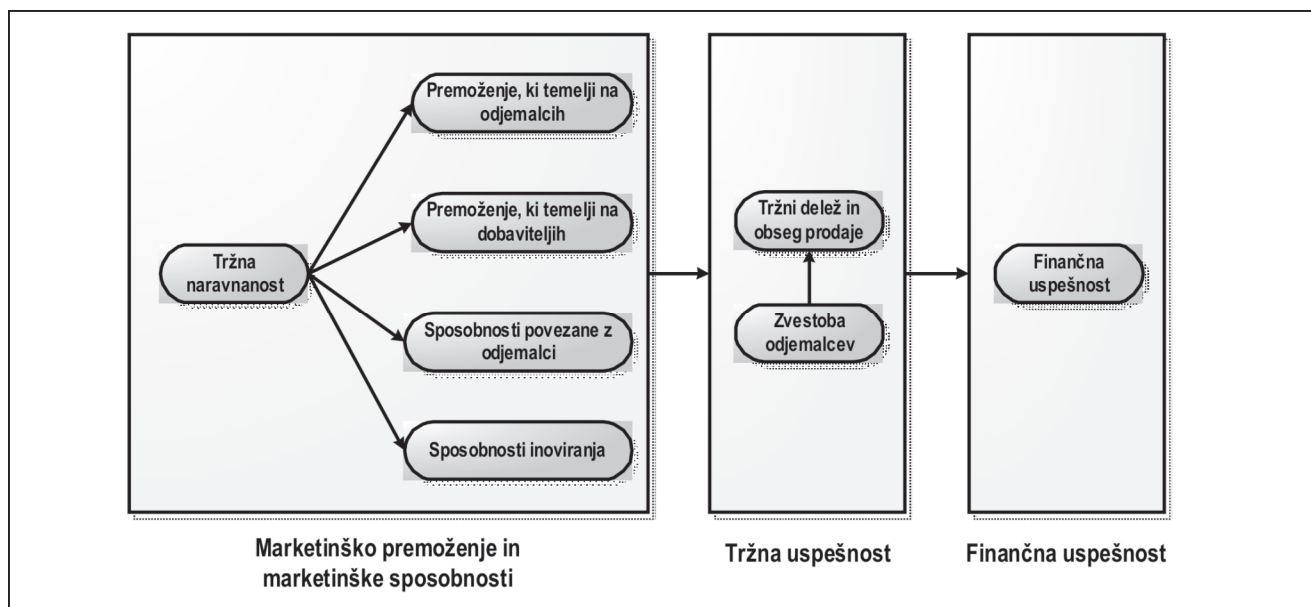 Premoženje, ki temelji na
odjemalcih
Premoženje, ki temelji na
dobaviteljih
Tržna
naravnanost
Sposobnosti povezane z
odjemalci
Sposobnosti inoviranja
Tržni delež in
obseg prodaje
Zvestoba
odjemalcev
Finančna
uspešnost
Marketinško premoženje in
marketinške sposobnosti
Tržna uspešnost
Finančna uspešnost